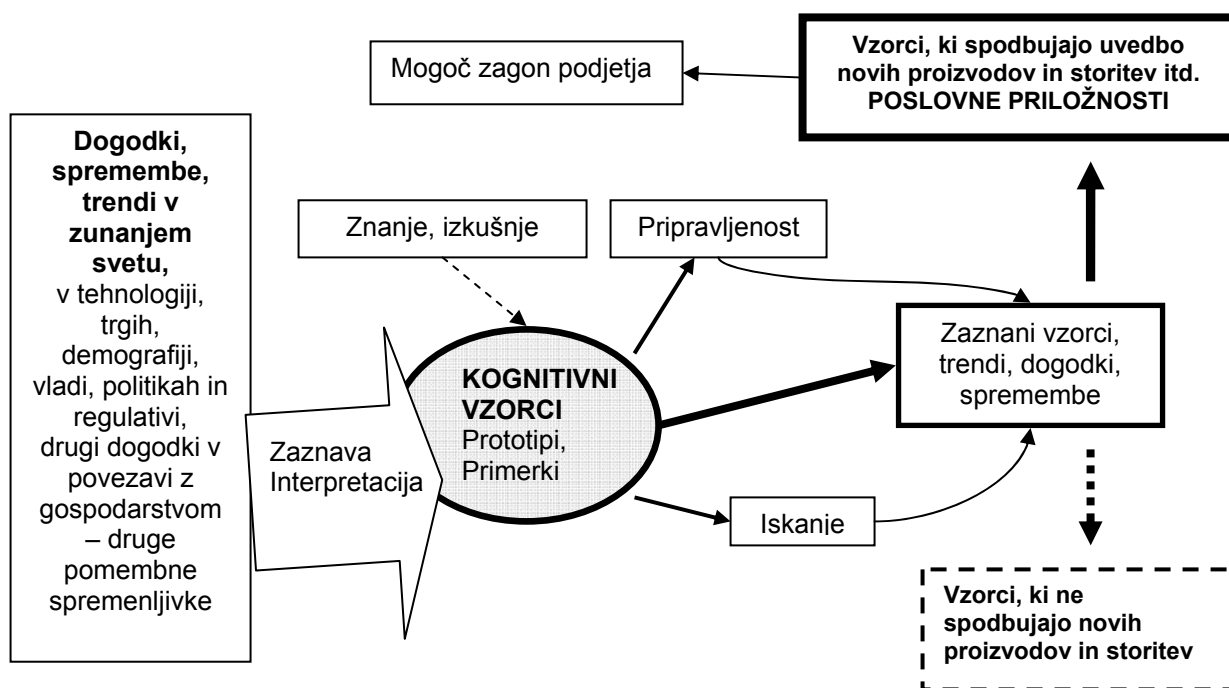 Vzorci, ki spodbujajo uvedbo
novih proizvodov in storitev itd.
POSLOVNE PRILOŽNOSTI
Mogoč zagon podjetja
Dogodki,
spremembe,
trendi v
zunanjem
svetu,
v tehnologiji,
trgih,
demografiji,
vladi, politikah in
regulativi,
drugi dogodki v
povezavi z
gospodarstvom
– druge
pomembne
spremenljivke
Znanje, izkušnje
Pripravljenost
Zaznava
Interpretacija
KOGNITIVNI
VZORCI
Prototipi,
Primerki
Zaznani vzorci,
trendi, dogodki,
spremembe
Iskanje
Vzorci, ki ne
spodbujajo novih
proizvodov in storitev